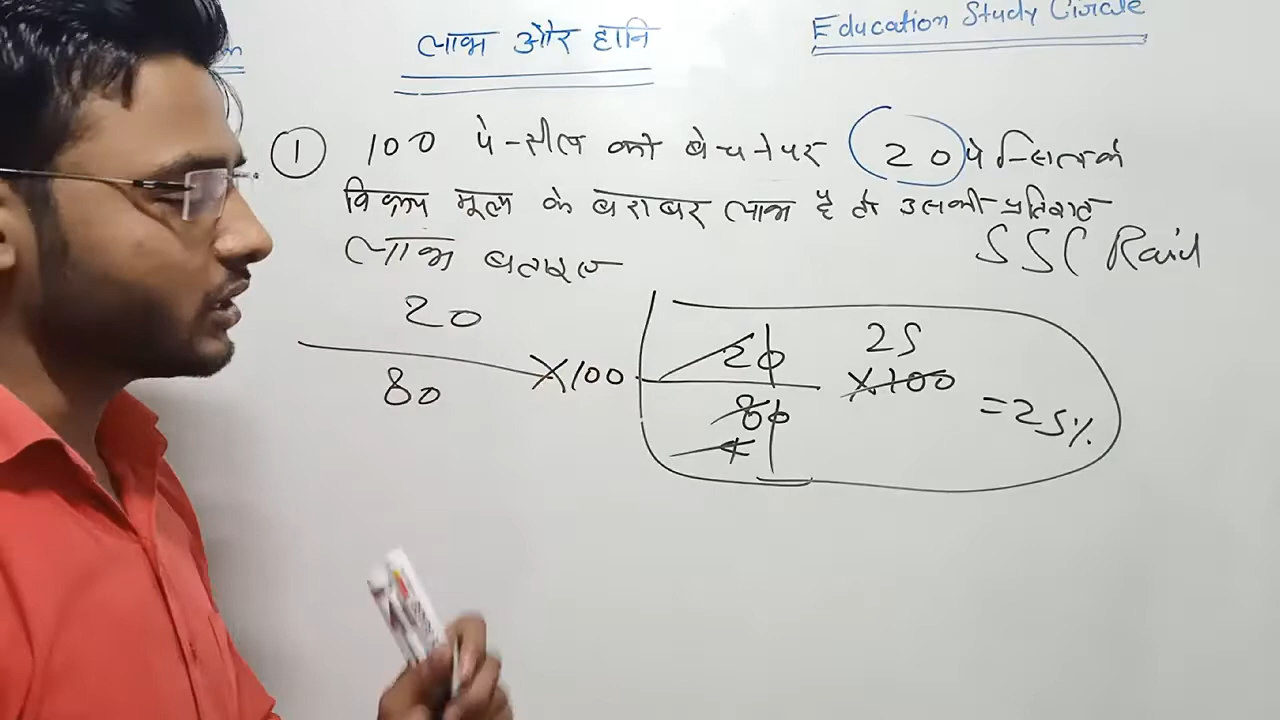 लाभ और हानि
Education Study Circle
① 100 पेन्सील को बेचने पर 20 पेन्सिल के
विक्रय मूल्य के बराबर लाभ है तो उसकी प्रतिशत
लाभ बताइए
SSC Raid
20
80
×100
20
80
4
25
×100
=25%